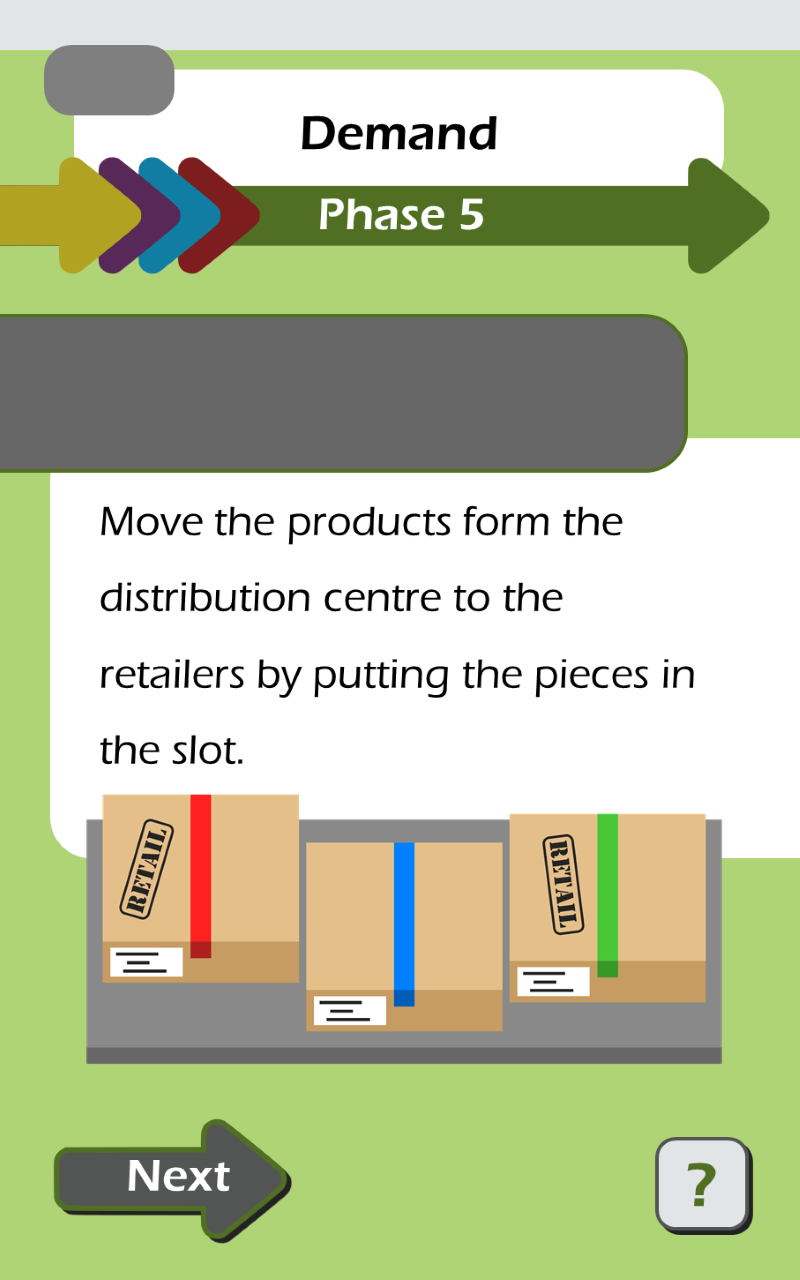 Demand
Phase 5
Move the products form the
distribution centre to the
retailers by putting the pieces in
the slot.
RETAIL
RETAIL
Next
?